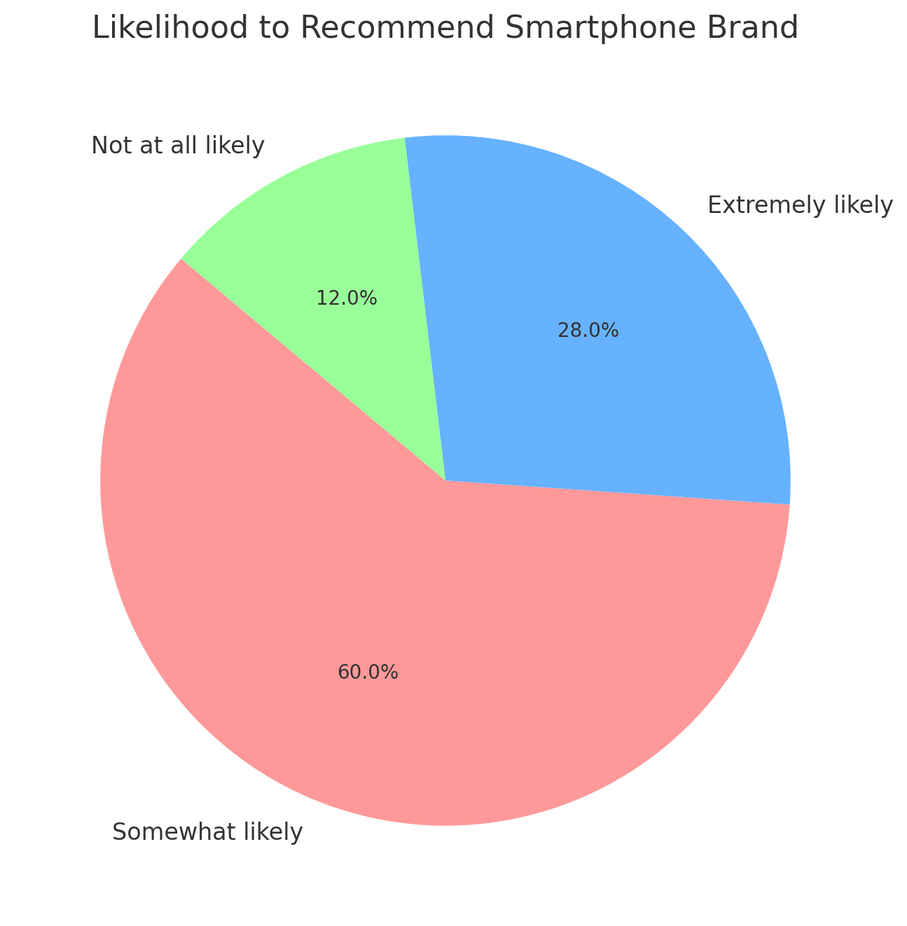 Likelihood to Recommend Smartphone Brand
Not at all likely
Extremely likely
12.0%
28.0%
60.0%
Somewhat likely